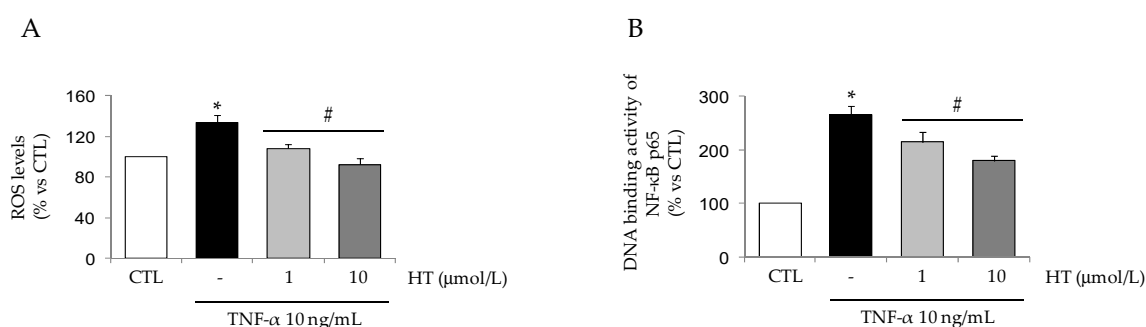 A
ROS levels
(% vs CTL)
160
120
80
40
0
*
#
CTL - 1 10 HT (μmol/L)
TNF-α 10 ng/mL
B
DNA binding activity of
NF-κB p65
(% vs CTL)
300
200
100
0
*
#
CTL - 1 10 HT (μmol/L)
TNF-α 10 ng/mL